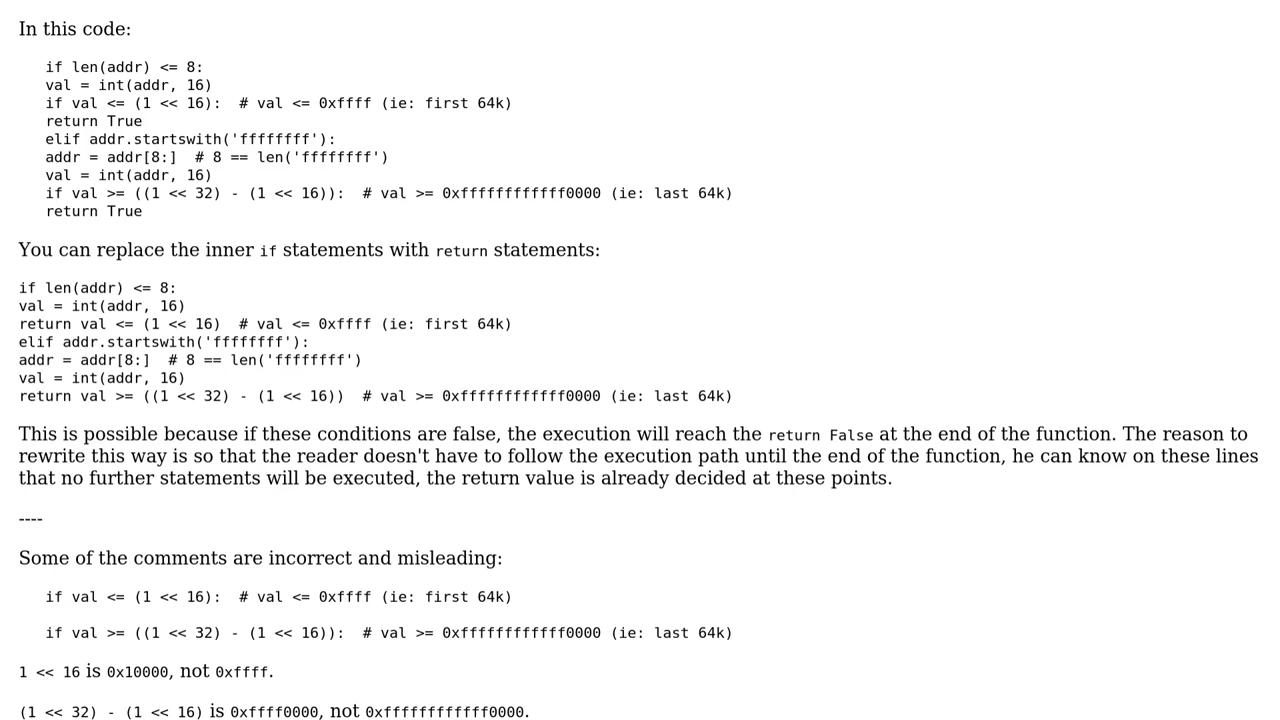 In this code:
if len(addr) <= 8:
val = int(addr, 16)
if val <= (1 << 16):  # val <= 0xffff (ie: first 64k)
return True
elif addr.startswith('ffffffff'):
addr = addr[8:]  # 8 == len('ffffffff')
val = int(addr, 16)
if val >= ((1 << 32) - (1 << 16)):  # val >= 0xffffffffffff0000 (ie: last 64k)
return True
You can replace the inner if statements with return statements:
if len(addr) <= 8:
val = int(addr, 16)
return val <= (1 << 16)  # val <= 0xffff (ie: first 64k)
elif addr.startswith('ffffffff'):
addr = addr[8:]  # 8 == len('ffffffff')
val = int(addr, 16)
return val >= ((1 << 32) - (1 << 16))  # val >= 0xffffffffffff0000 (ie: last 64k)
This is possible because if these conditions are false, the execution will reach the return False at the end of the function. The reason to
rewrite this way is so that the reader doesn't have to follow the execution path until the end of the function, he can know on these lines
that no further statements will be executed, the return value is already decided at these points.
----
Some of the comments are incorrect and misleading:
if val <= (1 << 16):  # val <= 0xffff (ie: first 64k)
if val >= ((1 << 32) - (1 << 16)):  # val >= 0xffffffffffff0000 (ie: last 64k)
1 << 16 is 0x10000, not 0xffff.
(1 << 32) - (1 << 16) is 0xffff0000, not 0xffffffffffff0000.